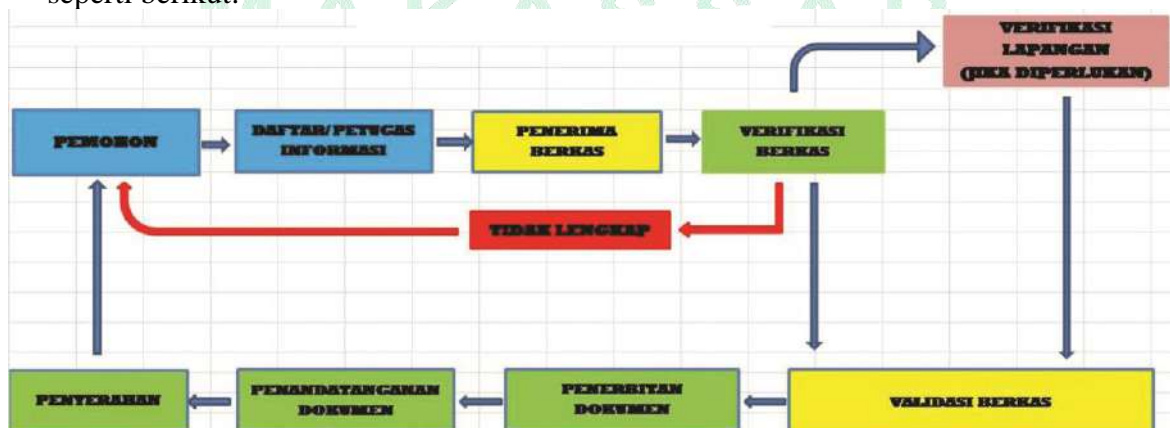 seperti berikut:
VERIFIKASI
LAPANGAN
(JIKA DIPERLUKAN)
PEMOHON
DAFTAR/PETUGAS
INFORMASI
PENERIMA
BERKAS
VERIFIKASI
BERKAS
TIDAK LENGKAP
PENYERAHAN
PENANDATANGANAN
DOKUMEN
PENERBITAN
DOKUMEN
VALIDASI BERKAS